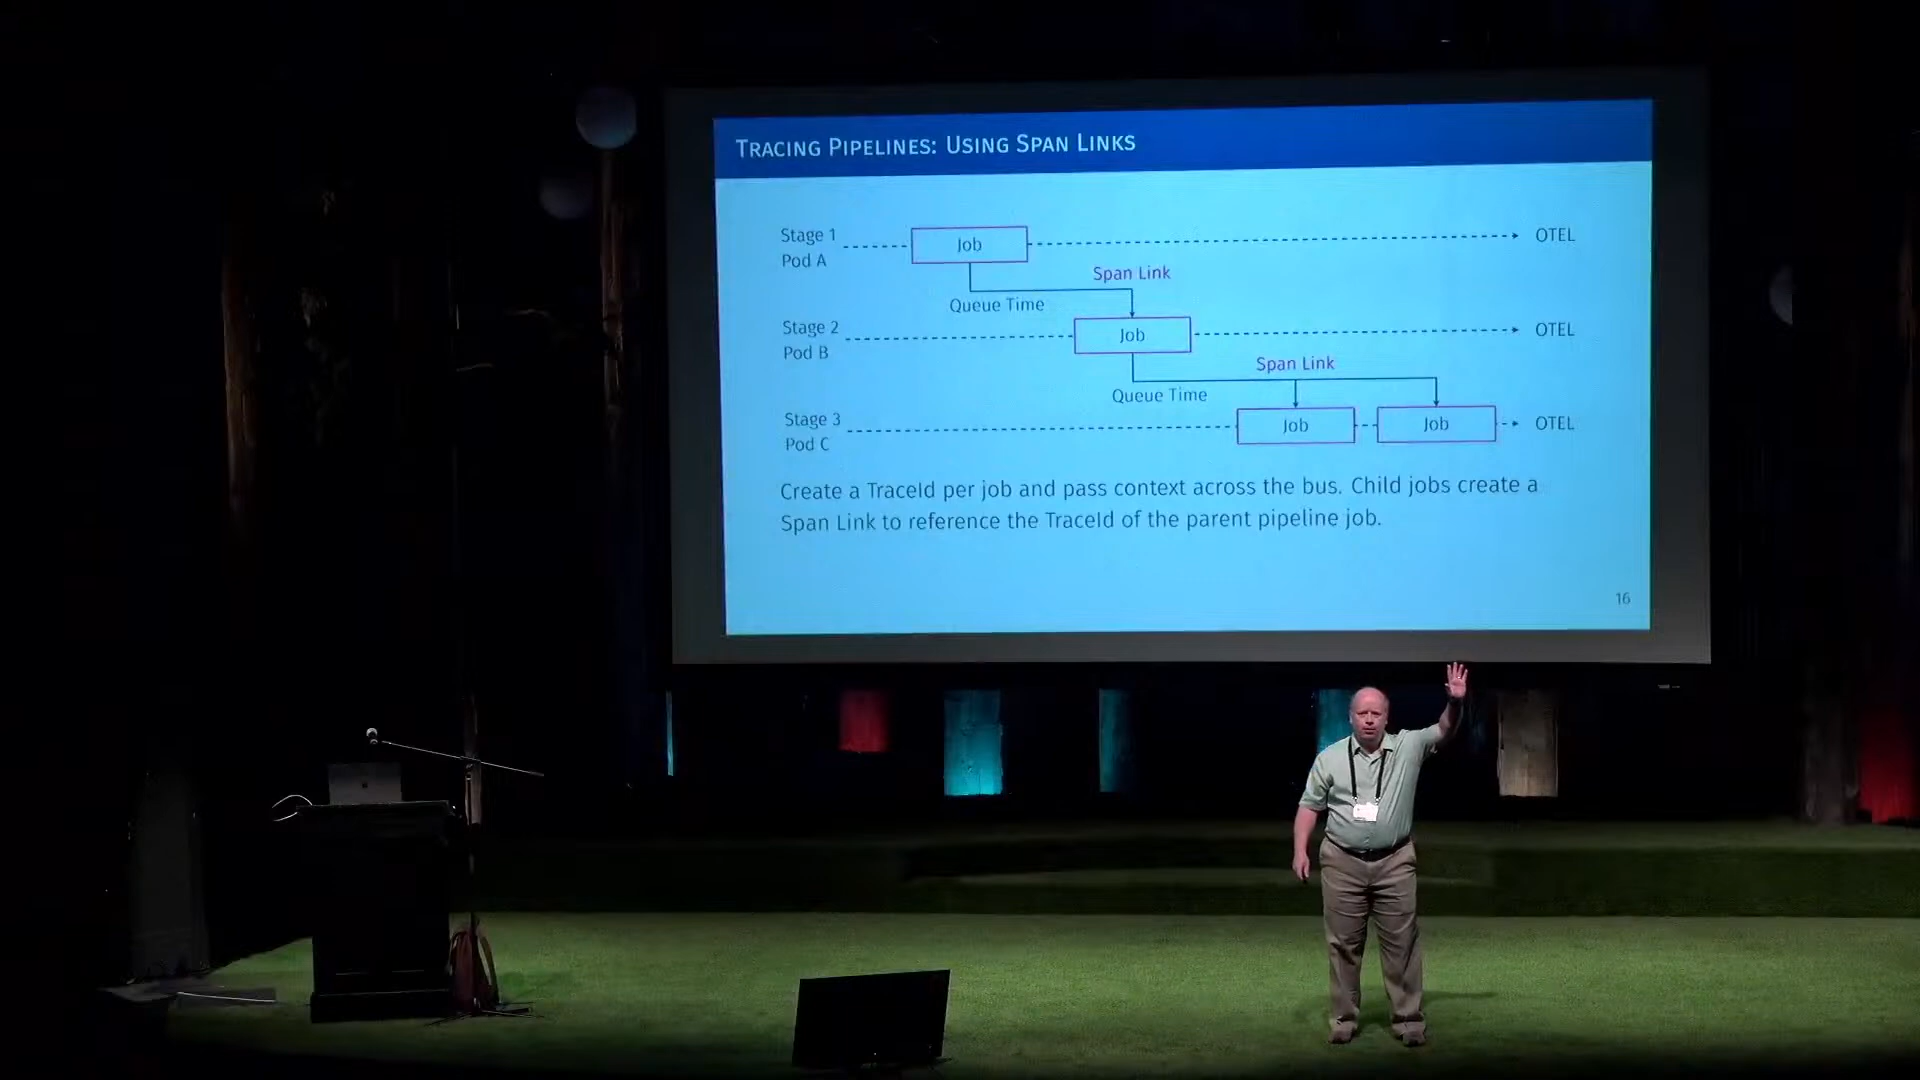 Tracing Pipelines: Using Span Links
Stage 1
Pod A
Job
OTEL
Span Link
Queue Time
Stage 2
Pod B
Job
OTEL
Span Link
Queue Time
Stage 3
Pod C
Job
Job
OTEL
Create a TraceId per job and pass context across the bus. Child jobs create a
Span Link to reference the TraceId of the parent pipeline job.
16